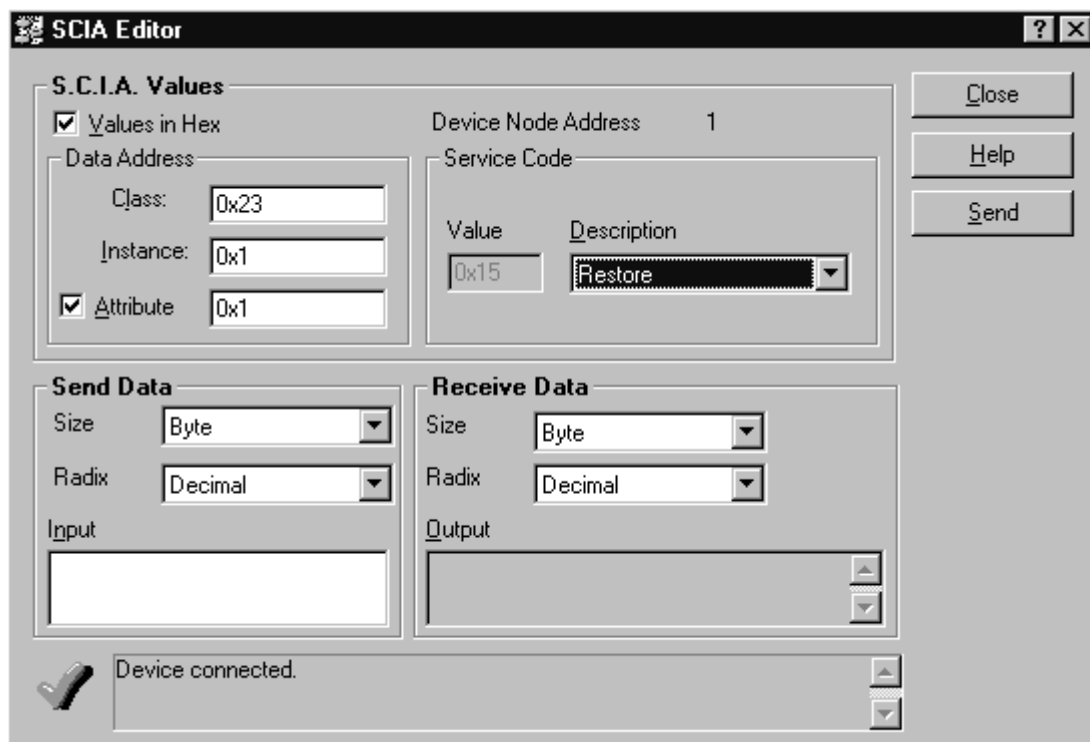 SCIA Editor
S.C.I.A. Values
Values in Hex
Device Node Address 1
Data Address
Class: 0x23
Instance: 0x1
Attribute 0x1
Service Code
Value Description
0x15 Restore
Close
Help
Send
Send Data
Size Byte
Radix Decimal
Input
Receive Data
Size Byte
Radix Decimal
Output
Device connected.